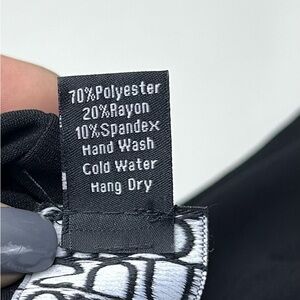 70%Polyester
20%Rayon
10%Spandex
Hand Wash
Cold Water
Hang Dry